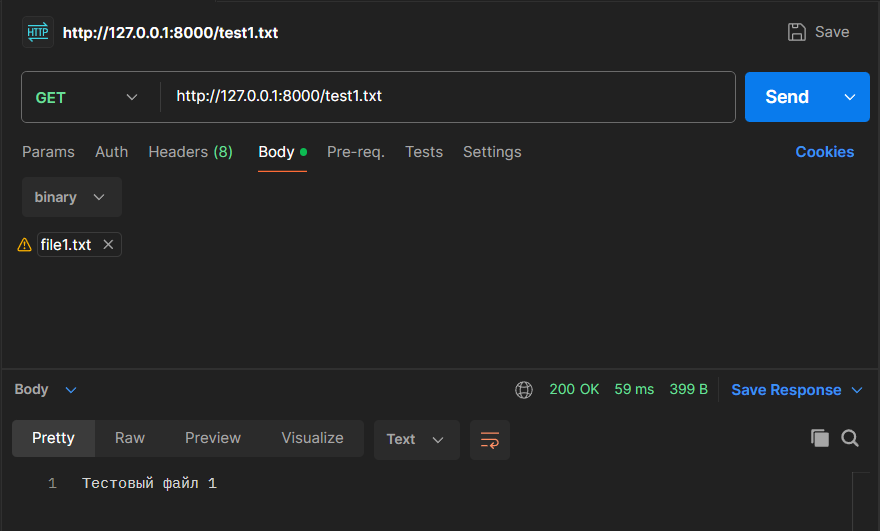 HTTP http://127.0.0.1:8000/test1.txt Save
GET http://127.0.0.1:8000/test1.txt Send
Params Auth Headers (8) Body Pre-req. Tests Settings Cookies
binary
file1.txt
Body 200 OK 59 ms 399 B Save Response
Pretty Raw Preview Visualize Text
1 Тестовый файл 1